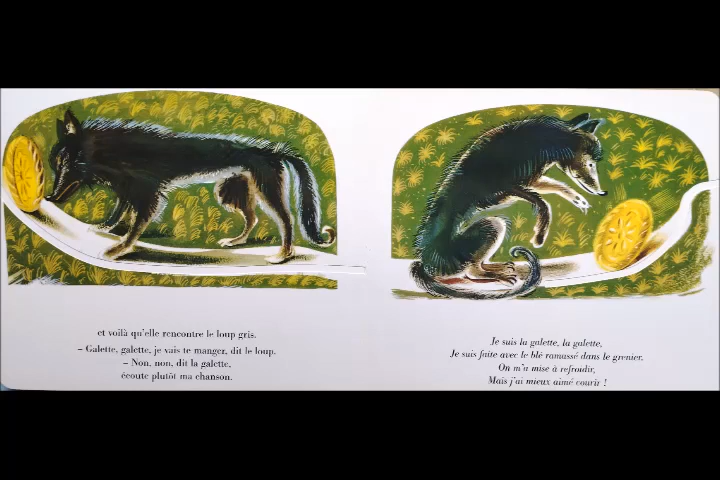 et voilà qu'elle rencontre le loup gris.
– Galette, galette, je vais te manger, dit le loup.
– Non, non, dit la galette,
écoute plutôt ma chanson.
Je suis la galette, la galette,
Je suis faite avec le blé ramassé dans le grenier.
On m'a mise à refroidir,
Mais j'ai mieux aimé courir !